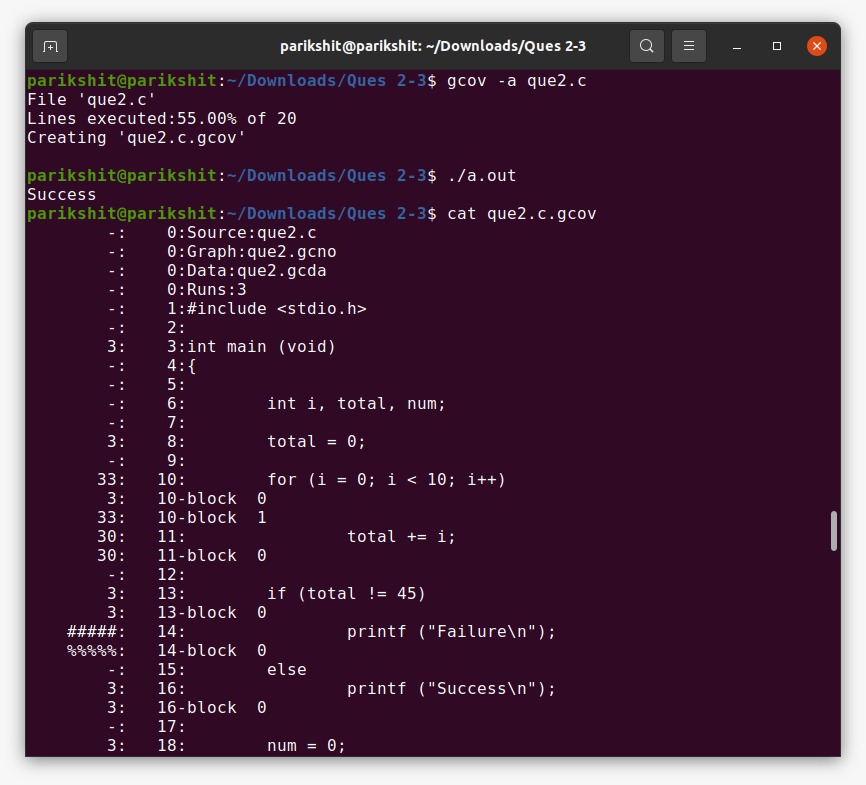 parikshit@parikshit: ~/Downloads/Ques 2-3
parikshit@parikshit:~/Downloads/Ques 2-3$ gcov -a que2.c
File 'que2.c'
Lines executed:55.00% of 20
Creating 'que2.c.gcov'

parikshit@parikshit:~/Downloads/Ques 2-3$ ./a.out
Success
parikshit@parikshit:~/Downloads/Ques 2-3$ cat que2.c.gcov
        -:    0:Source:que2.c
        -:    0:Graph:que2.gcno
        -:    0:Data:que2.gcda
        -:    0:Runs:3
        -:    1:#include <stdio.h>
        -:    2:
        3:    3:int main (void)
        -:    4:{
        -:    5:
        -:    6:        int i, total, num;
        -:    7:
        3:    8:        total = 0;
        -:    9:
       33:   10:        for (i = 0; i < 10; i++)
        3:   10-block  0
       33:   10-block  1
       30:   11:                total += i;
       30:   11-block  0
        -:   12:
        3:   13:        if (total != 45)
        3:   13-block  0
    #####:   14:                printf ("Failure\n");
    %%%%%:   14-block  0
        -:   15:        else
        3:   16:                printf ("Success\n");
        3:   16-block  0
        -:   17:
        3:   18:        num = 0;